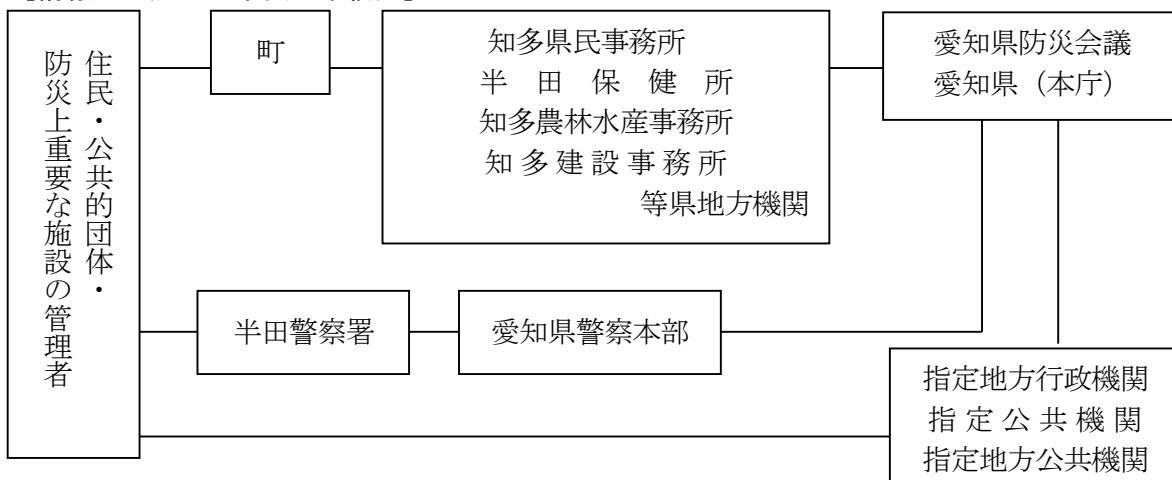 住民・公共的団体・
防災上重要な施設の管理者
町
知多県民事務所
半田保健所
知多農林水産事務所
知多建設事務所
等県地方機関
愛知県防災会議
愛知県（本庁）
半田警察署
愛知県警察本部
指定地方行政機関
指定公共機関
指定地方公共機関